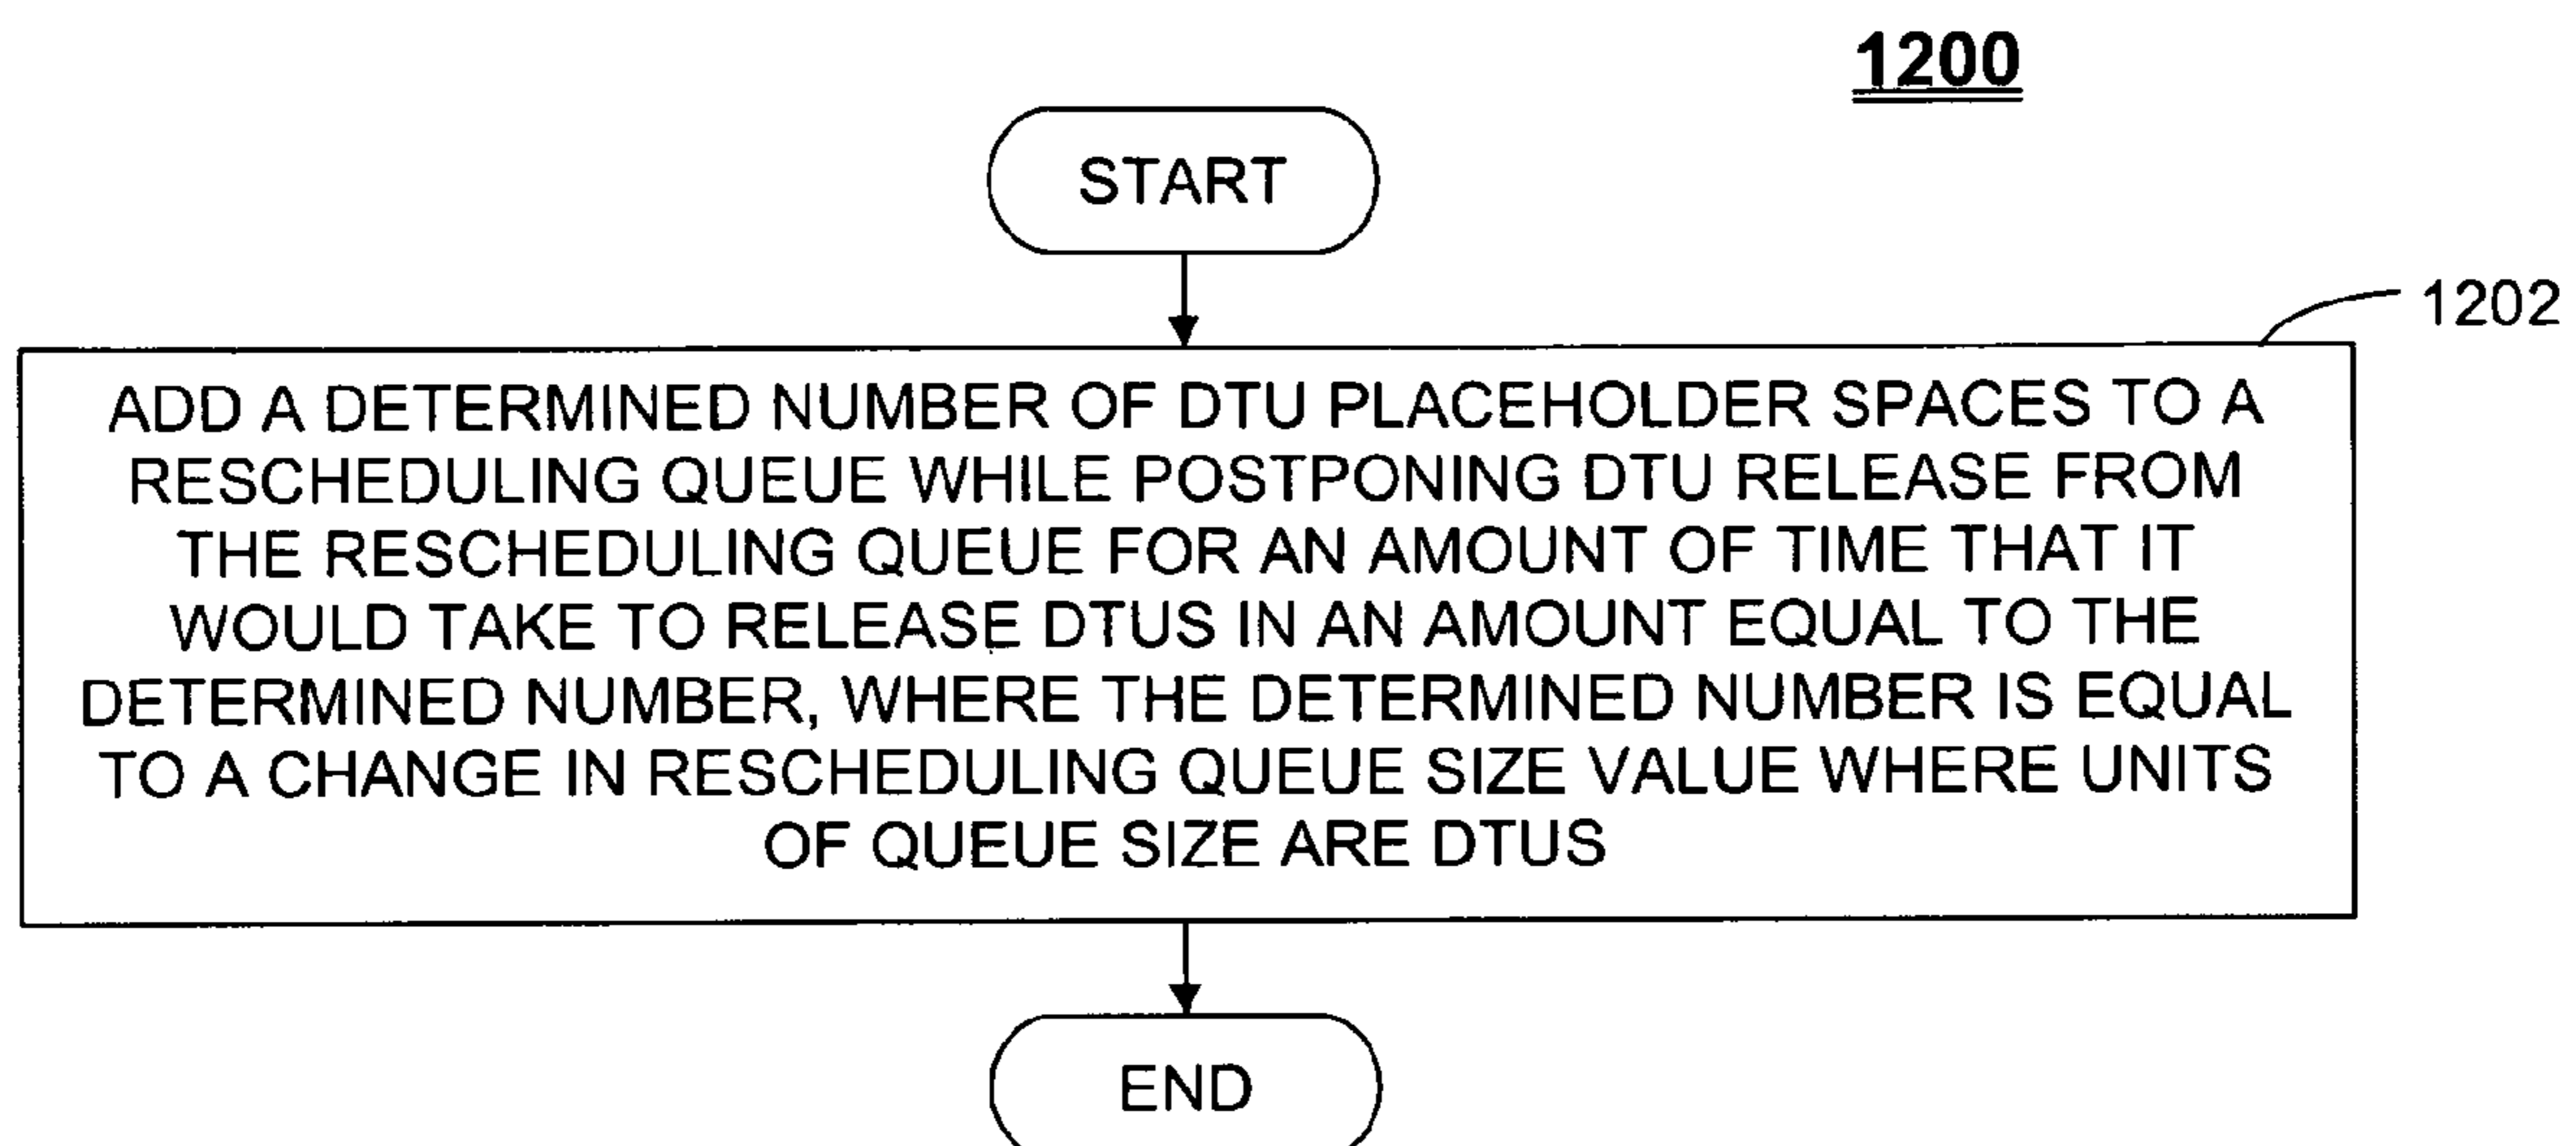 1200
START
1202
ADD A DETERMINED NUMBER OF DTU PLACEHOLDER SPACES TO A
RESCHEDULING QUEUE WHILE POSTPONING DTU RELEASE FROM
THE RESCHEDULING QUEUE FOR AN AMOUNT OF TIME THAT IT
WOULD TAKE TO RELEASE DTUS IN AN AMOUNT EQUAL TO THE
DETERMINED NUMBER, WHERE THE DETERMINED NUMBER IS EQUAL
TO A CHANGE IN RESCHEDULING QUEUE SIZE VALUE WHERE UNITS
OF QUEUE SIZE ARE DTUS
END